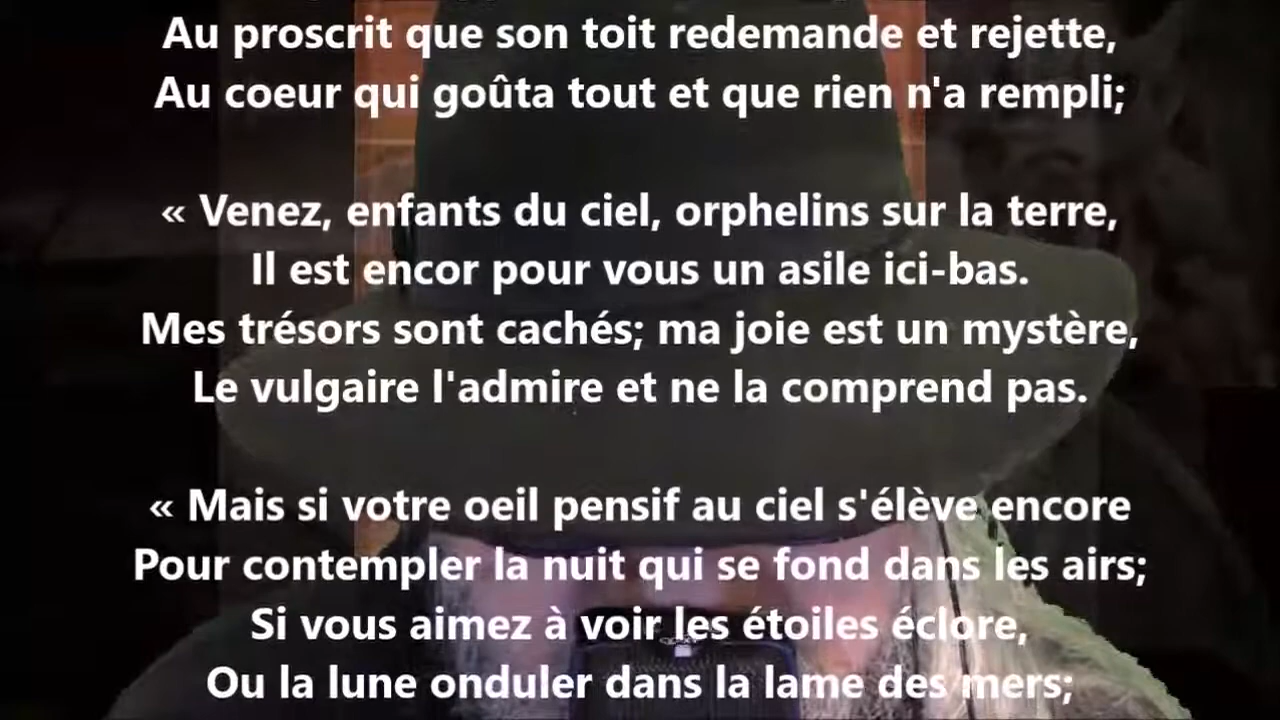 Au proscrit que son toit redemande et rejette,
Au coeur qui goûta tout et que rien n'a rempli;
« Venez, enfants du ciel, orphelins sur la terre,
Il est encor pour vous un asile ici-bas.
Mes trésors sont cachés; ma joie est un mystère,
Le vulgaire l'admire et ne la comprend pas.
« Mais si votre oeil pensif au ciel s'élève encore
Pour contempler la nuit qui se fond dans les airs;
Si vous aimez à voir les étoiles éclore,
Ou la lune onduler dans la lame des mers;